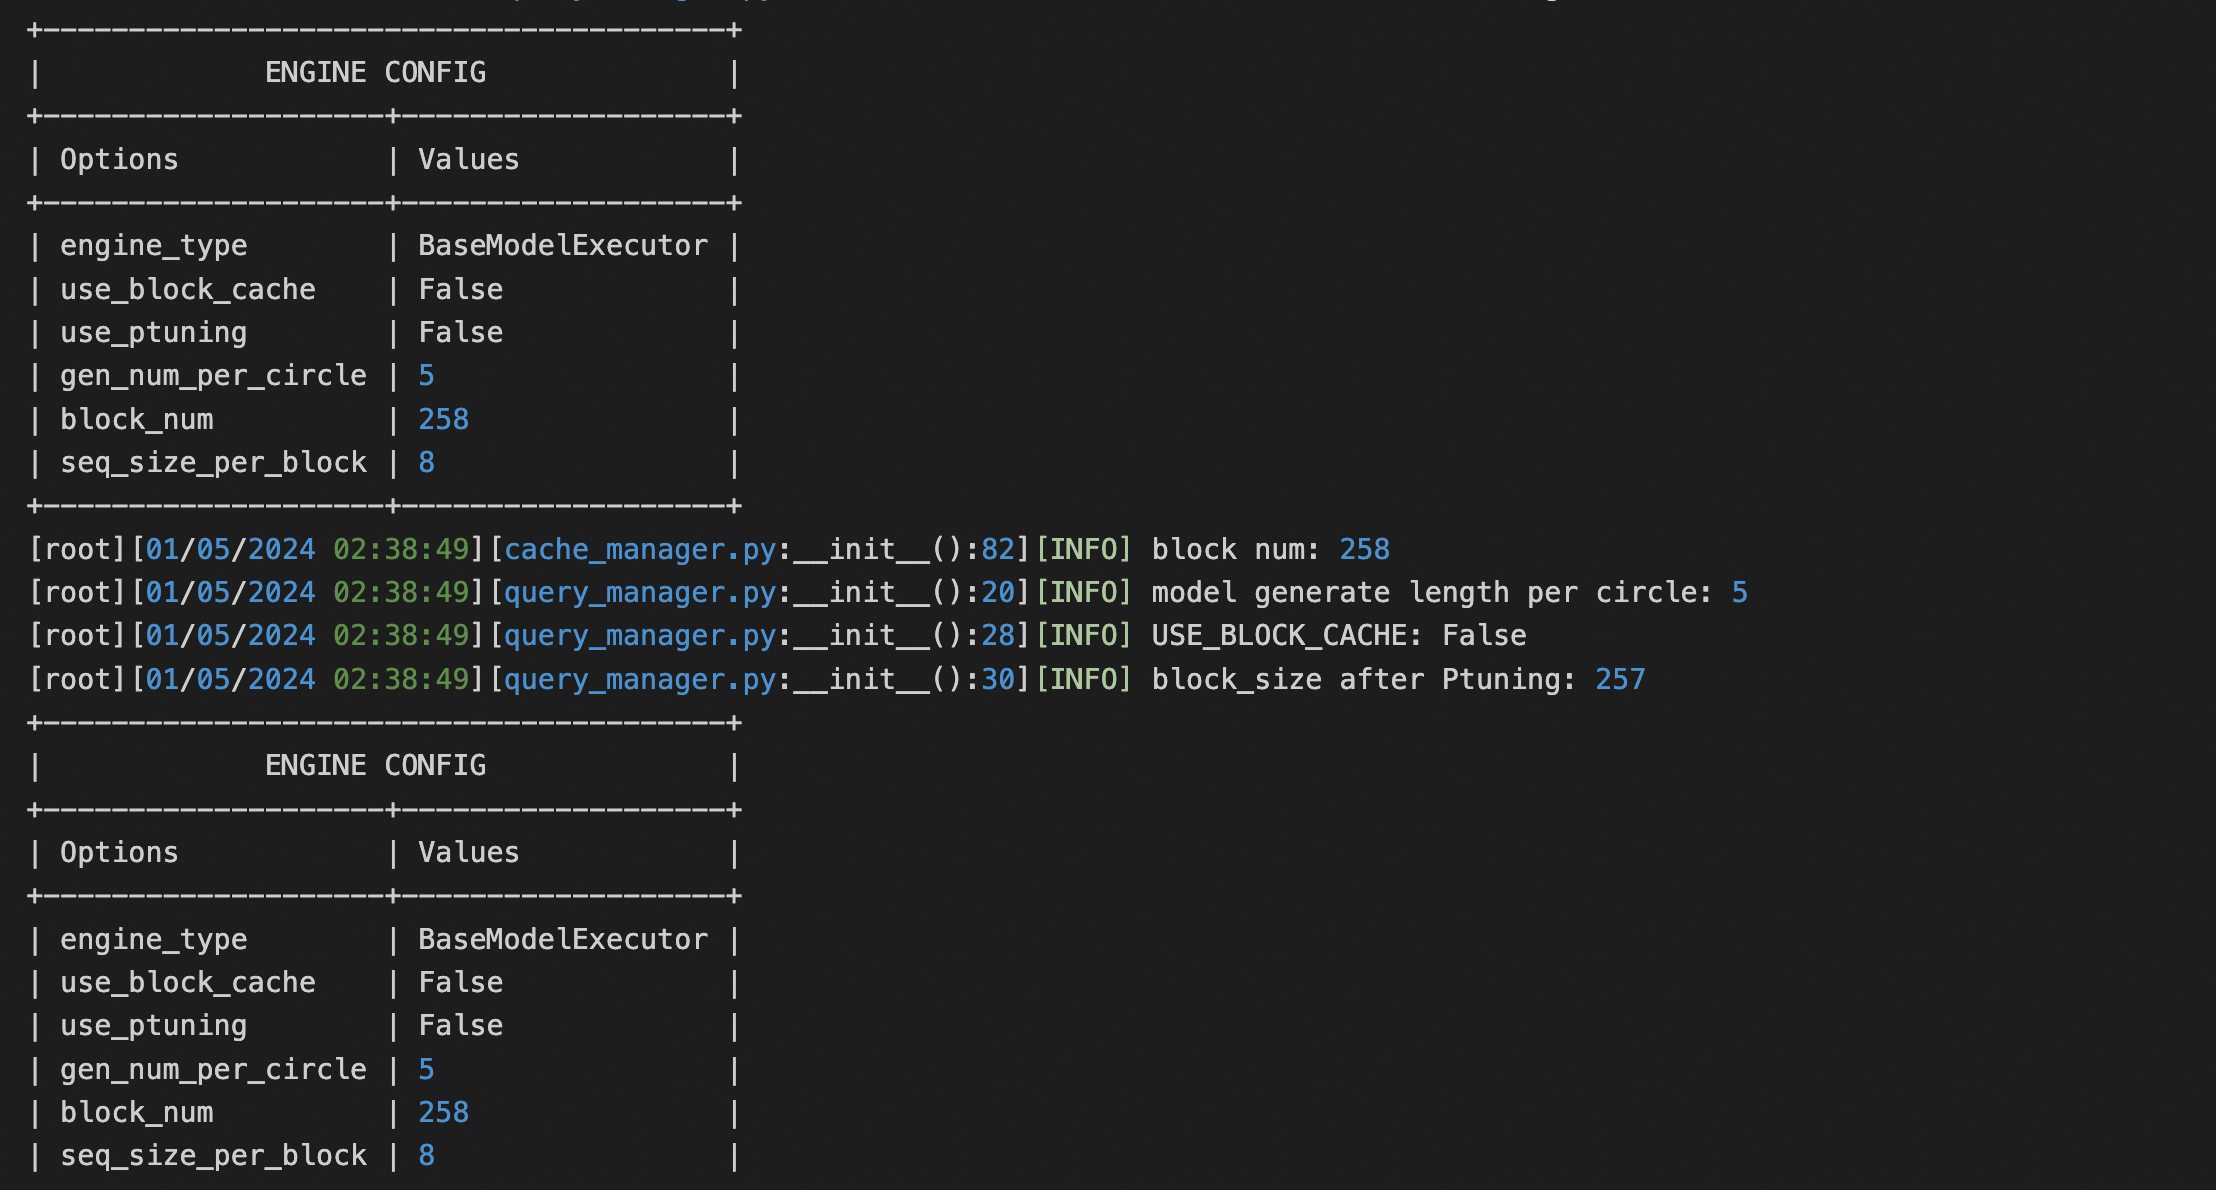 +----------------------------------------+
| ENGINE CONFIG |
+--------------------+-------------------+
| Options | Values |
+--------------------+-------------------+
| engine_type | BaseModelExecutor |
| use_block_cache | False |
| use_ptuning | False |
| gen_num_per_circle | 5 |
| block_num | 258 |
| seq_size_per_block | 8 |
+--------------------+-------------------+
[root][01/05/2024 02:38:49][cache_manager.py:__init__():82][INFO] block num: 258
[root][01/05/2024 02:38:49][query_manager.py:__init__():20][INFO] model generate length per circle: 5
[root][01/05/2024 02:38:49][query_manager.py:__init__():28][INFO] USE_BLOCK_CACHE: False
[root][01/05/2024 02:38:49][query_manager.py:__init__():30][INFO] block_size after Ptuning: 257
+----------------------------------------+
| ENGINE CONFIG |
+--------------------+-------------------+
| Options | Values |
+--------------------+-------------------+
| engine_type | BaseModelExecutor |
| use_block_cache | False |
| use_ptuning | False |
| gen_num_per_circle | 5 |
| block_num | 258 |
| seq_size_per_block | 8 |